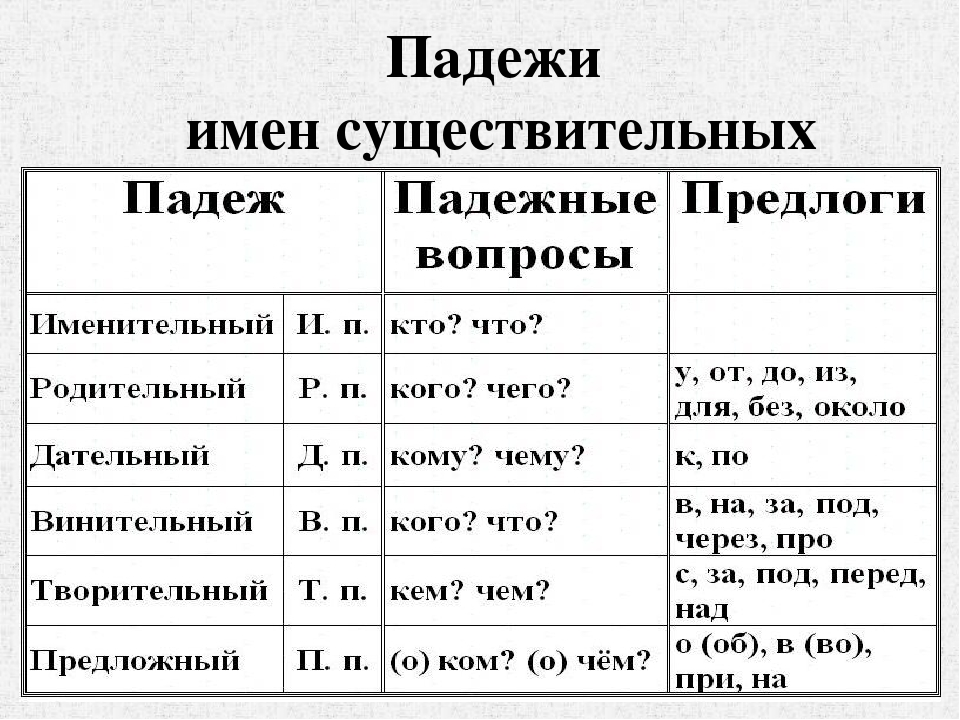 Падежи
имен существительных
Падеж Падежные Предлоги
вопросы
Именительный И. п. кто? что?
Родительный Р. п. кого? чего? у, от, до, из,
для, без, около
Дательный Д. п. кому? чему? к, по
Винительный В. п. кого? что? в, на, за, под,
через, про
Творительный Т. п. кем? чем? с, за, под, перед,
над
Предложный П. п. (о) ком? (о) чём? о (об), в (во),
при, на